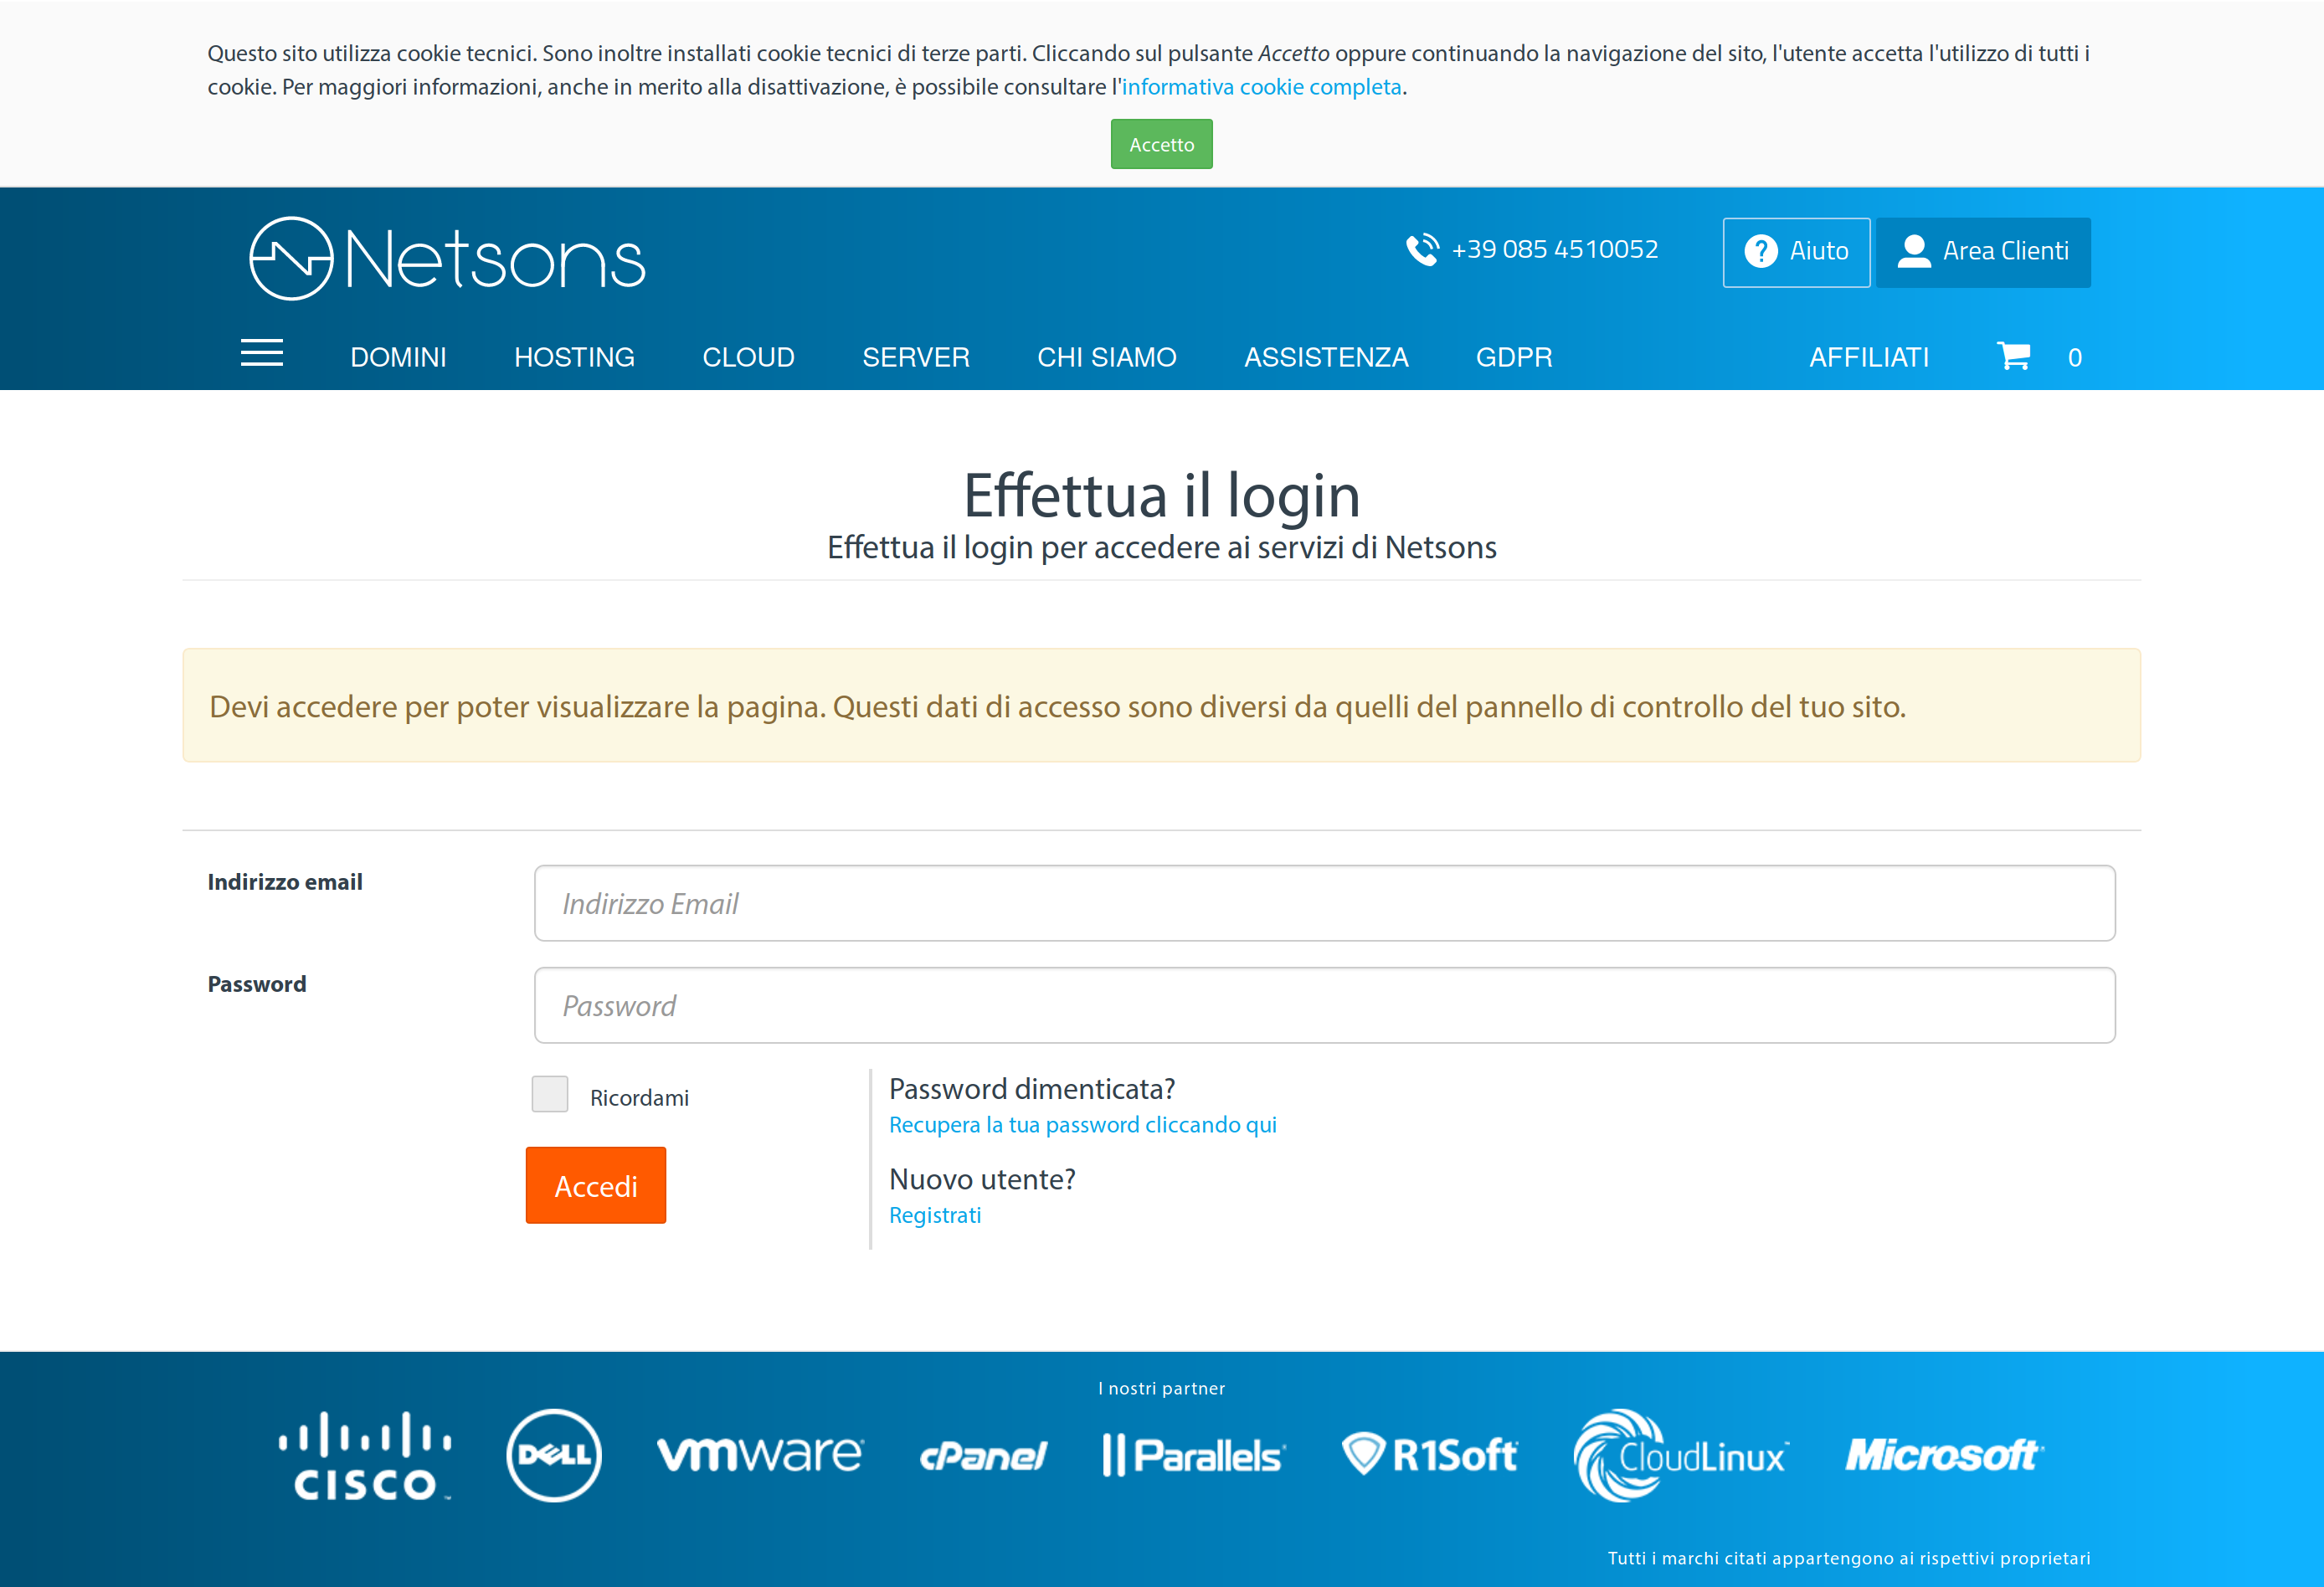 Questo sito utilizza cookie tecnici. Sono inoltre installati cookie tecnici di terze parti. Cliccando sul pulsante Accetto oppure continuando la navigazione del sito, l'utente accetta l'utilizzo di tutti i
cookie. Per maggiori informazioni, anche in merito alla disattivazione, è possibile consultare l'informativa cookie completa.
Accetto
Netsons
+39 085 4510052
? Aiuto
Area Clienti
DOMINI HOSTING CLOUD SERVER CHI SIAMO ASSISTENZA GDPR AFFILIATI 0
Effettua il login
Effettua il login per accedere ai servizi di Netsons
Devi accedere per poter visualizzare la pagina. Questi dati di accesso sono diversi da quelli del pannello di controllo del tuo sito.
Indirizzo email
Indirizzo Email
Password
Password
Ricordami
Accedi
Password dimenticata?
Recupera la tua password cliccando qui
Nuovo utente?
Registrati
I nostri partner
CISCO™ DELL vmware cPanel Parallels R1Soft CloudLinux™ Microsoft
Tutti i marchi citati appartengono ai rispettivi proprietari